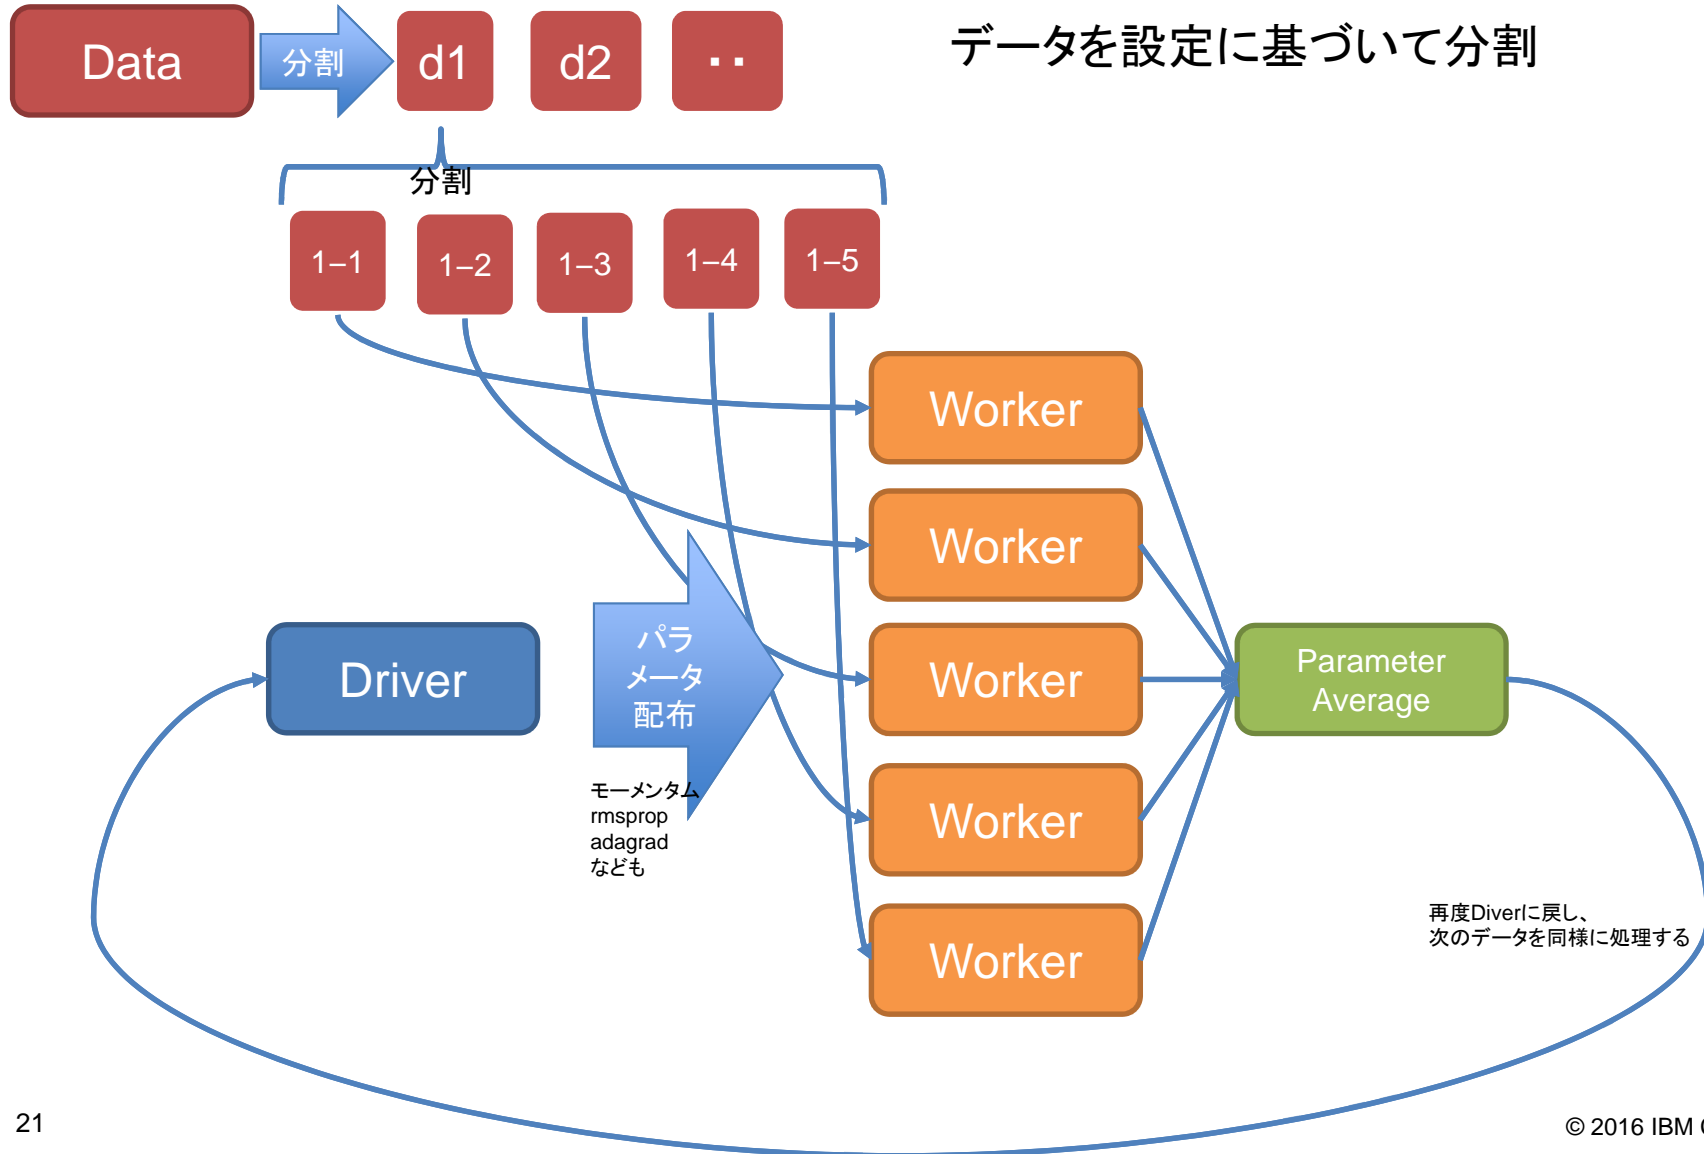 データを設定に基づいて分割
Data
分割
d1
d2
▪▪
分割
1–1
1–2
1–3
1–4
1–5
Worker
Worker
Worker
Worker
Worker
Driver
パラ
メータ
配布
モーメンタム
rmsprop
adagrad
なども
Parameter
Average
再度Diverに戻し、
次のデータを同様に処理する
21
© 2016 IBM